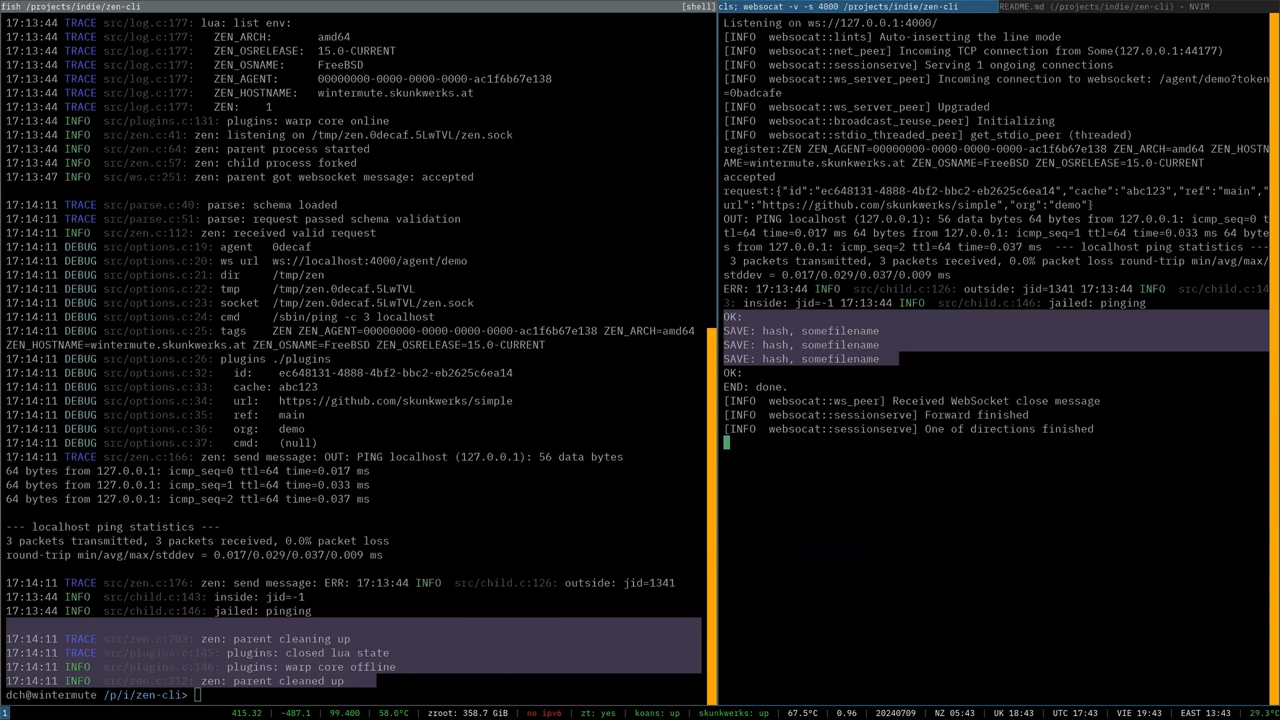 fish /projects/indie/zen-cli [shell]
17:13:44 TRACE src/log.c:177: lua: list env:
17:13:44 TRACE src/log.c:177: ZEN_ARCH: amd64
17:13:44 TRACE src/log.c:177: ZEN_OSRELEASE: 15.0-CURRENT
17:13:44 TRACE src/log.c:177: ZEN_OSNAME: FreeBSD
17:13:44 TRACE src/log.c:177: ZEN_AGENT: 00000000-0000-0000-0000-ac1f6b67e138
17:13:44 TRACE src/log.c:177: ZEN_HOSTNAME: wintermute.skunkwerks.at
17:13:44 TRACE src/log.c:177: ZEN: 1
17:13:44 INFO src/plugins.c:131: plugins: warp core online
17:13:44 INFO src/zen.c:41: zen: listening on /tmp/zen.0decaf.5LwTVL/zen.sock
17:13:44 INFO src/zen.c:64: zen: parent process started
17:13:44 INFO src/zen.c:57: zen: child process forked
17:13:47 INFO src/ws.c:251: zen: parent got websocket message: accepted
17:14:11 TRACE src/parse.c:40: parse: schema loaded
17:14:11 TRACE src/parse.c:51: parse: request passed schema validation
17:14:11 INFO src/zen.c:112: zen: received valid request
17:14:11 DEBUG src/options.c:19: agent 0decaf
17:14:11 DEBUG src/options.c:20: ws url ws://localhost:4000/agent/demo
17:14:11 DEBUG src/options.c:21: dir /tmp/zen
17:14:11 DEBUG src/options.c:22: tmp /tmp/zen.0decaf.5LwTVL
17:14:11 DEBUG src/options.c:23: socket /tmp/zen.0decaf.5LwTVL/zen.sock
17:14:11 DEBUG src/options.c:24: cmd /sbin/ping -c 3 localhost
17:14:11 DEBUG src/options.c:25: tags ZEN ZEN_AGENT=00000000-0000-0000-0000-ac1f6b67e138 ZEN_ARCH=amd64
ZEN_HOSTNAME=wintermute.skunkwerks.at ZEN_OSNAME=FreeBSD ZEN_OSRELEASE=15.0-CURRENT
17:14:11 DEBUG src/options.c:26: plugins ./plugins
17:14:11 DEBUG src/options.c:32: id: ec648131-4888-4bf2-bbc2-eb2625c6ea14
17:14:11 DEBUG src/options.c:33: cache: abc123
17:14:11 DEBUG src/options.c:34: url: https://github.com/skunkwerks/simple
17:14:11 DEBUG src/options.c:35: ref: main
17:14:11 DEBUG src/options.c:36: org: demo
17:14:11 DEBUG src/options.c:37: cmd: (null)
17:14:11 TRACE src/zen.c:166: zen: send message: OUT: PING localhost (127.0.0.1): 56 data bytes
64 bytes from 127.0.0.1: icmp_seq=0 ttl=64 time=0.017 ms
64 bytes from 127.0.0.1: icmp_seq=1 ttl=64 time=0.033 ms
64 bytes from 127.0.0.1: icmp_seq=2 ttl=64 time=0.037 ms
--- localhost ping statistics ---
3 packets transmitted, 3 packets received, 0.0% packet loss
round-trip min/avg/max/stddev = 0.017/0.029/0.037/0.009 ms
17:14:11 TRACE src/zen.c:176: zen: send message: ERR: 17:13:44 INFO src/child.c:126: outside: jid=1341
17:13:44 INFO src/child.c:143: inside: jid=-1
17:13:44 INFO src/child.c:146: jailed: pinging
17:14:11 TRACE src/zen.c:203: zen: parent cleaning up
17:14:11 TRACE src/plugins.c:145: plugins: closed lua state
17:14:11 INFO src/plugins.c:146: plugins: warp core offline
17:14:11 INFO src/zen.c:212: zen: parent cleaned up
dch@wintermute /p/i/zen-cli>
cls; websocat -v -s 4000 /projects/indie/zen-cli README.md (/projects/indie/zen-cli) - NVIM
Listening on ws://127.0.0.1:4000/
[INFO websocat::lints] Auto-inserting the line mode
[INFO websocat::net_peer] Incoming TCP connection from Some(127.0.0.1:44177)
[INFO websocat::sessionserve] Serving 1 ongoing connections
[INFO websocat::ws_server_peer] Incoming connection to websocket: /agent/demo?token
=0badcafe
[INFO websocat::ws_server_peer] Upgraded
[INFO websocat::broadcast_reuse_peer] Initializing
[INFO websocat::stdio_threaded_peer] get_stdio_peer (threaded)
register:ZEN ZEN_AGENT=00000000-0000-0000-0000-ac1f6b67e138 ZEN_ARCH=amd64 ZEN_HOSTN
AME=wintermute.skunkwerks.at ZEN_OSNAME=FreeBSD ZEN_OSRELEASE=15.0-CURRENT
accepted
request:{"id":"ec648131-4888-4bf2-bbc2-eb2625c6ea14","cache":"abc123","ref":"main","
url":"https://github.com/skunkwerks/simple","org":"demo"}
OUT: PING localhost (127.0.0.1): 56 data bytes 64 bytes from 127.0.0.1: icmp_seq=0 t
tl=64 time=0.017 ms 64 bytes from 127.0.0.1: icmp_seq=1 ttl=64 time=0.033 ms 64 byte
s from 127.0.0.1: icmp_seq=2 ttl=64 time=0.037 ms --- localhost ping statistics ---
3 packets transmitted, 3 packets received, 0.0% packet loss round-trip min/avg/max/
stddev = 0.017/0.029/0.037/0.009 ms
ERR: 17:13:44 INFO src/child.c:126: outside: jid=1341 17:13:44 INFO src/child.c:14
3: inside: jid=-1 17:13:44 INFO src/child.c:146: jailed: pinging
OK:
SAVE: hash, somefilename
SAVE: hash, somefilename
SAVE: hash, somefilename
OK:
END: done.
[INFO websocat::ws_peer] Received WebSocket close message
[INFO websocat::sessionserve] Forward finished
[INFO websocat::sessionserve] One of directions finished
1 415.32 | -487.1 | 99.400 | 58.0°C | zroot: 358.7 GiB | no ipv6 | zt: yes | koans: up | skunkwerks: up | 67.5°C | 0.96 | 20240709 | NZ 05:43 | UK 18:43 | UTC 17:43 | VIE 19:43 | EAST 13:43 | 29.3°